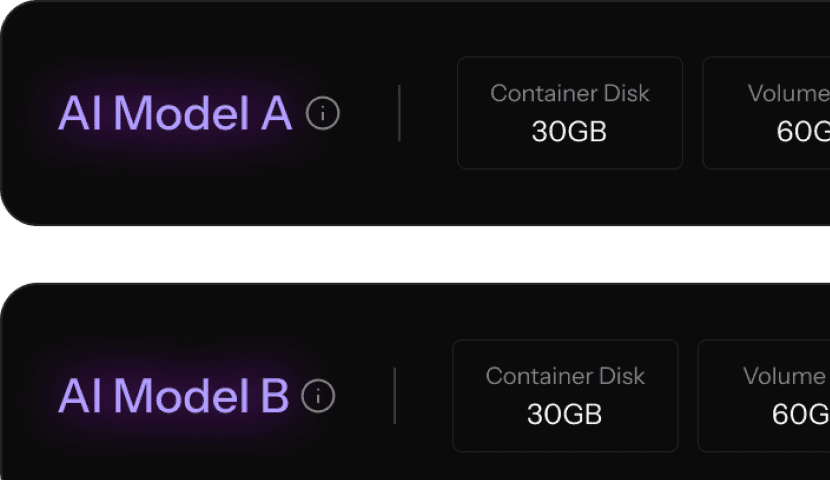 AI Model A
Container Disk
30GB
Volume
60G
AI Model B
Container Disk
30GB
Volume
60G